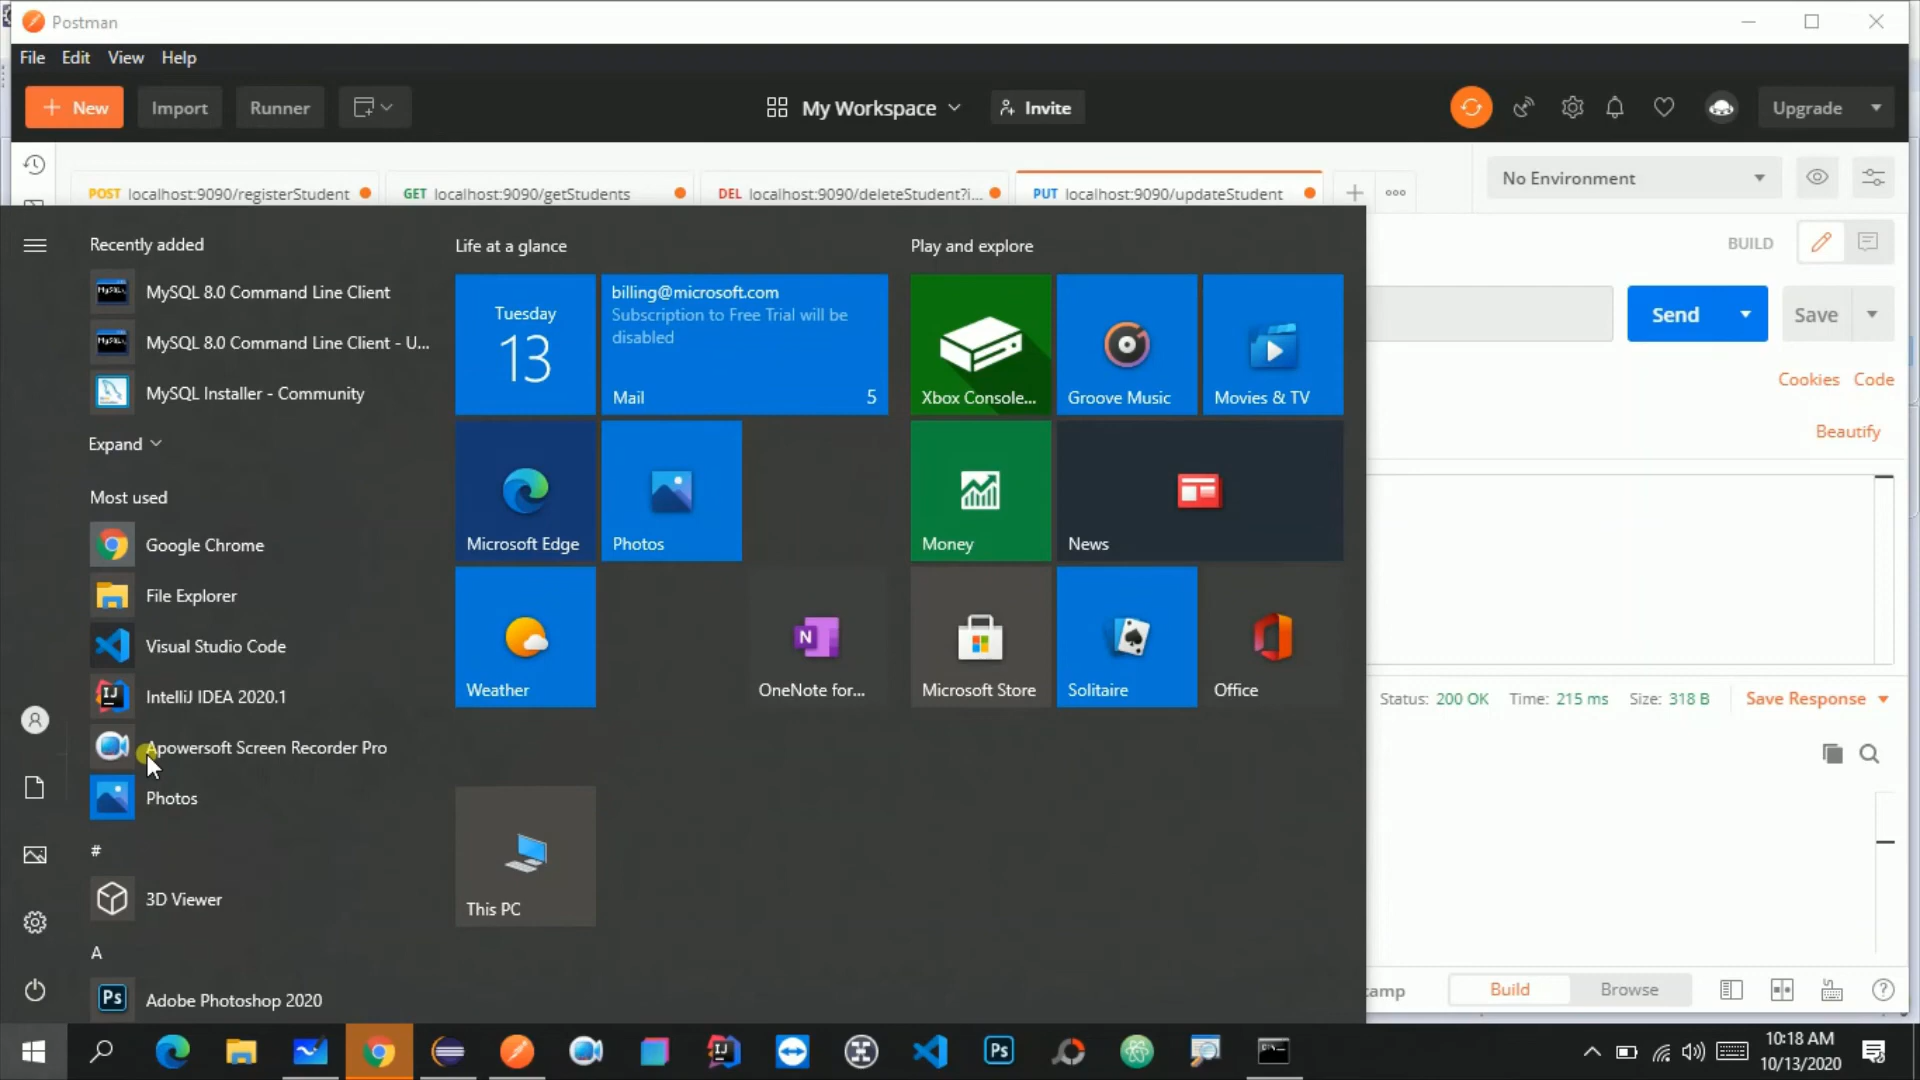 Postman
File Edit View Help
New Import Runner My Workspace Invite Upgrade
POST localhost:9090/registerStudent GET localhost:9090/getStudents DEL localhost:9090/deleteStudent?i... PUT localhost:9090/updateStudent No Environment
BUILD
Send Save
Cookies Code
Beautify
Status: 200 OK Time: 215 ms Size: 318 B Save Response
Build Browse
Recently added
MySQL 8.0 Command Line Client
MySQL 8.0 Command Line Client - U...
MySQL Installer - Community
Expand
Most used
Google Chrome
File Explorer
Visual Studio Code
IntelliJ IDEA 2020.1
Apowersoft Screen Recorder Pro
Photos
#
3D Viewer
A
Adobe Photoshop 2020
Life at a glance
Tuesday
13
billing@microsoft.com
Subscription to Free Trial will be
disabled
Mail 5
Microsoft Edge Photos
Weather OneNote for...
This PC
Play and explore
Xbox Console... Groove Music Movies & TV
Money News
Microsoft Store Solitaire Office
10:18 AM
10/13/2020